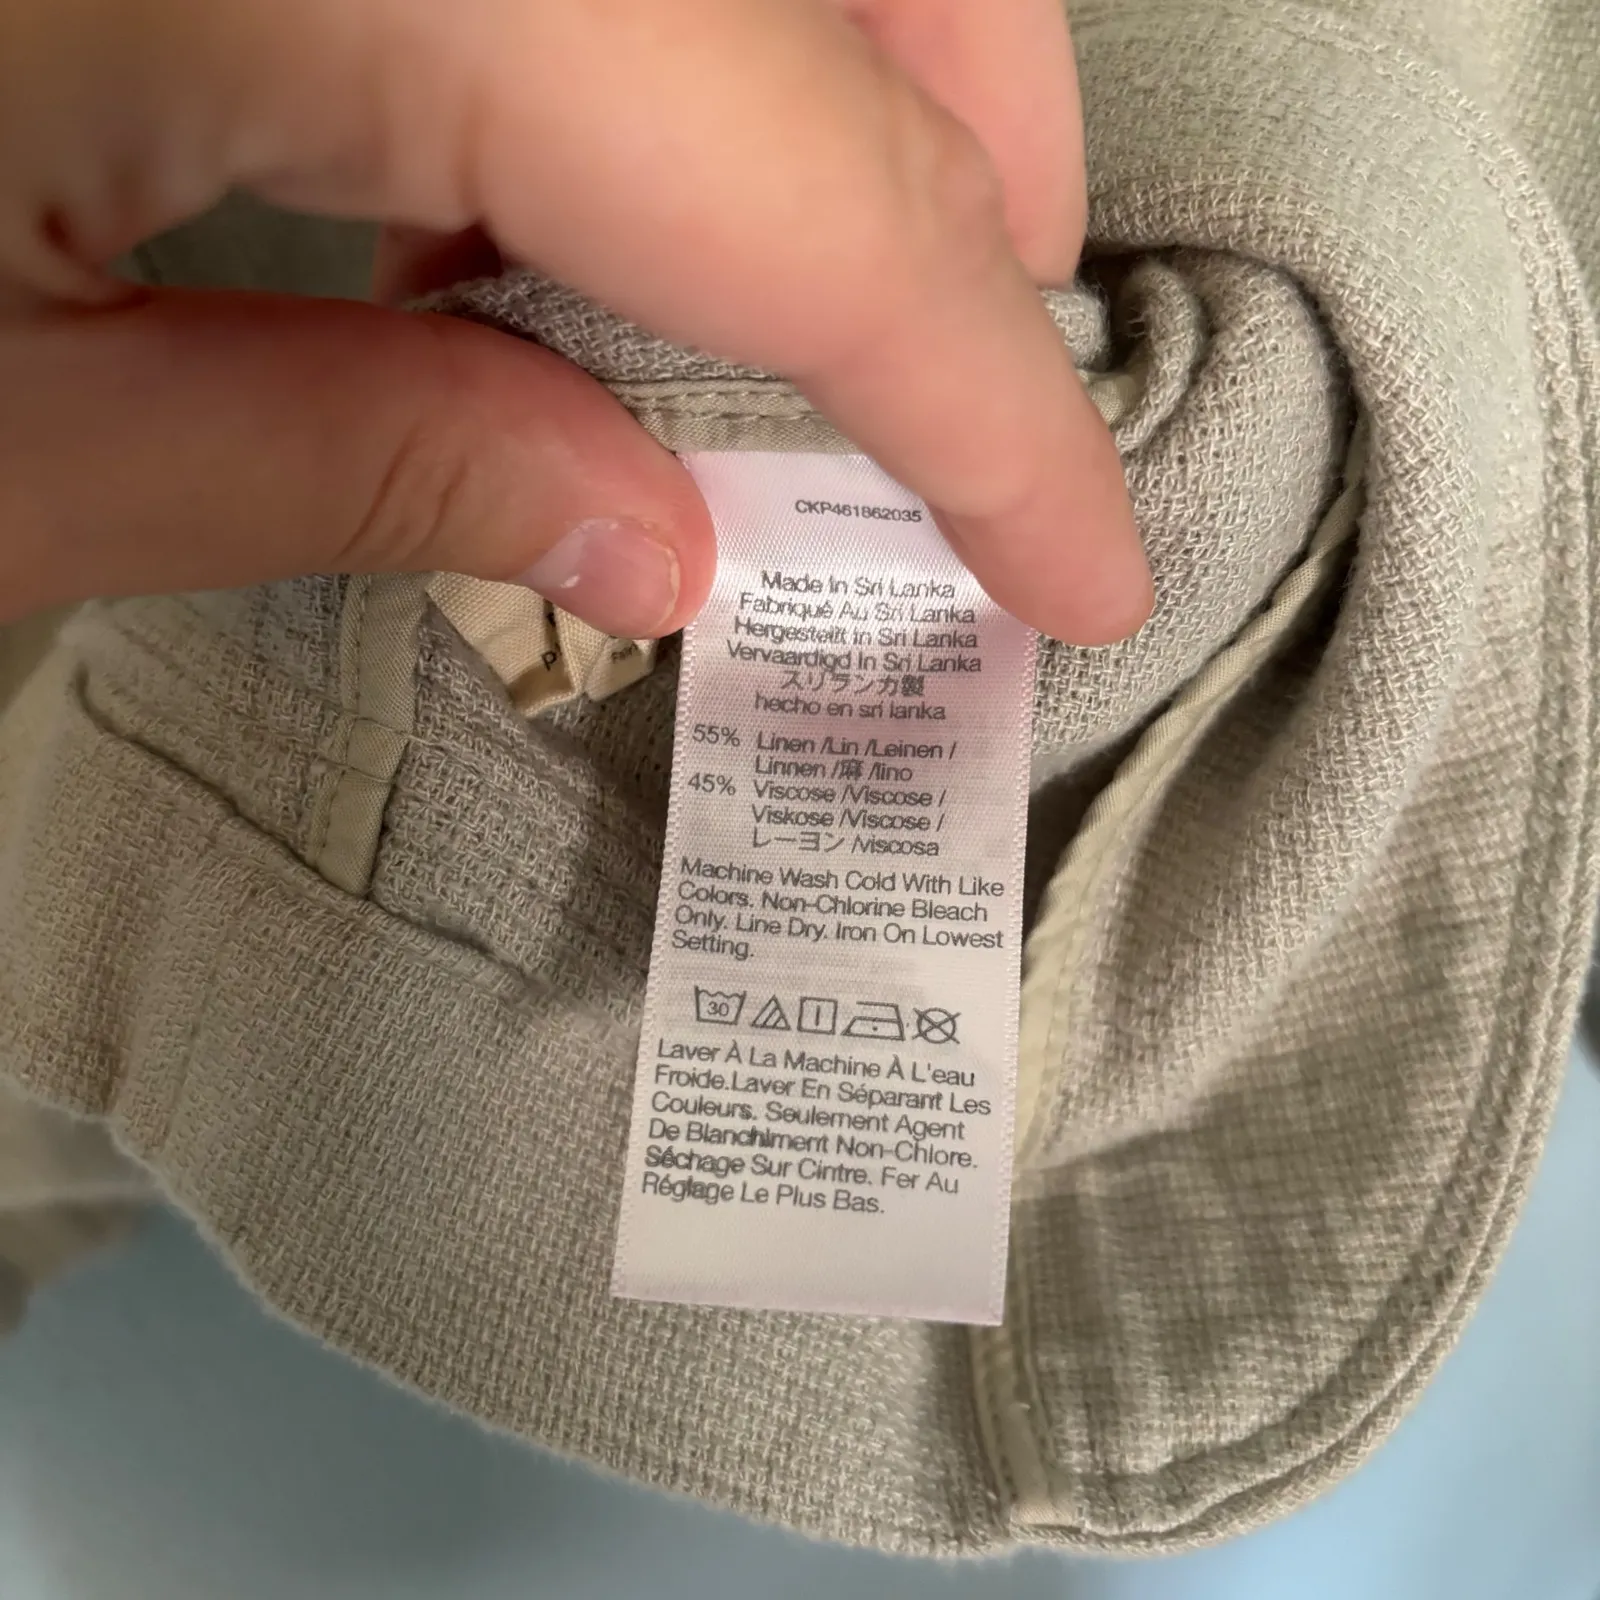 CKP461862035
Made In Sri Lanka
Fabriqué Au Sri Lanka
Hergestellt in Sri Lanka
Vervaardigd In Sri Lanka
スリランカ製
hecho en sri lanka
55% Linen /Lin /Leinen /
Linnen /麻 /lino
45% Viscose /Viscose /
Viskose /Viscose /
レーヨン /viscosa
Machine Wash Cold With Like
Colors. Non-Chlorine Bleach
Only. Line Dry. Iron On Lowest
Setting.
30
Laver À La Machine À L'eau
Froide.Laver En Séparant Les
Couleurs. Seulement Agent
De Blanchiment Non-Chlore.
Séchage Sur Cintre. Fer Au
Réglage Le Plus Bas.